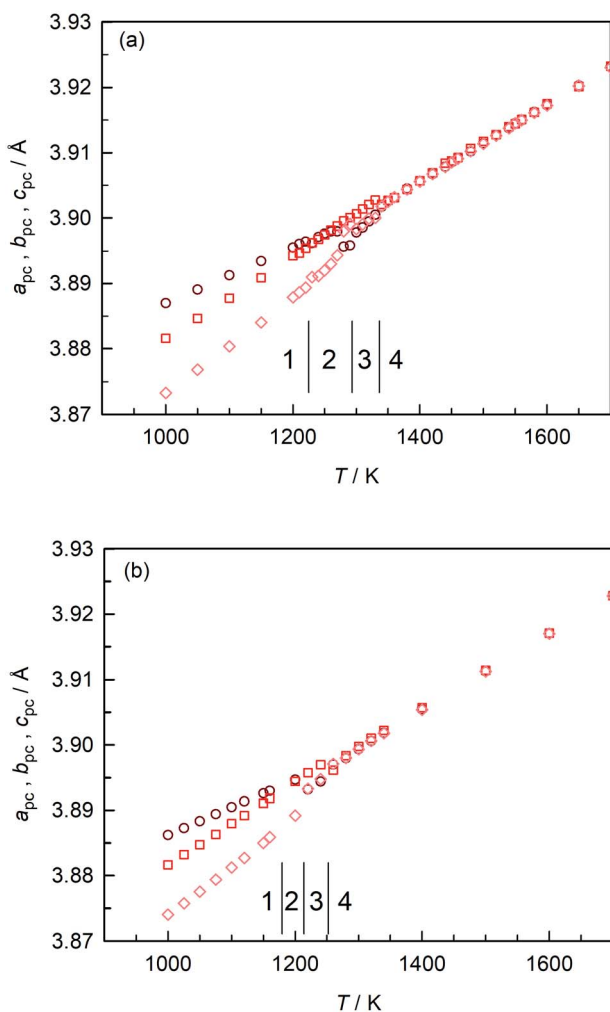 (a)
3.93
3.92
3.91
3.90
3.89
3.88
3.87
a_pc , b_pc , c_pc / Å
1 2 3 4
1000 1200 1400 1600
T / K
(b)
3.93
3.92
3.91
3.90
3.89
3.88
3.87
a_pc , b_pc , c_pc / Å
1 2 3 4
1000 1200 1400 1600
T / K